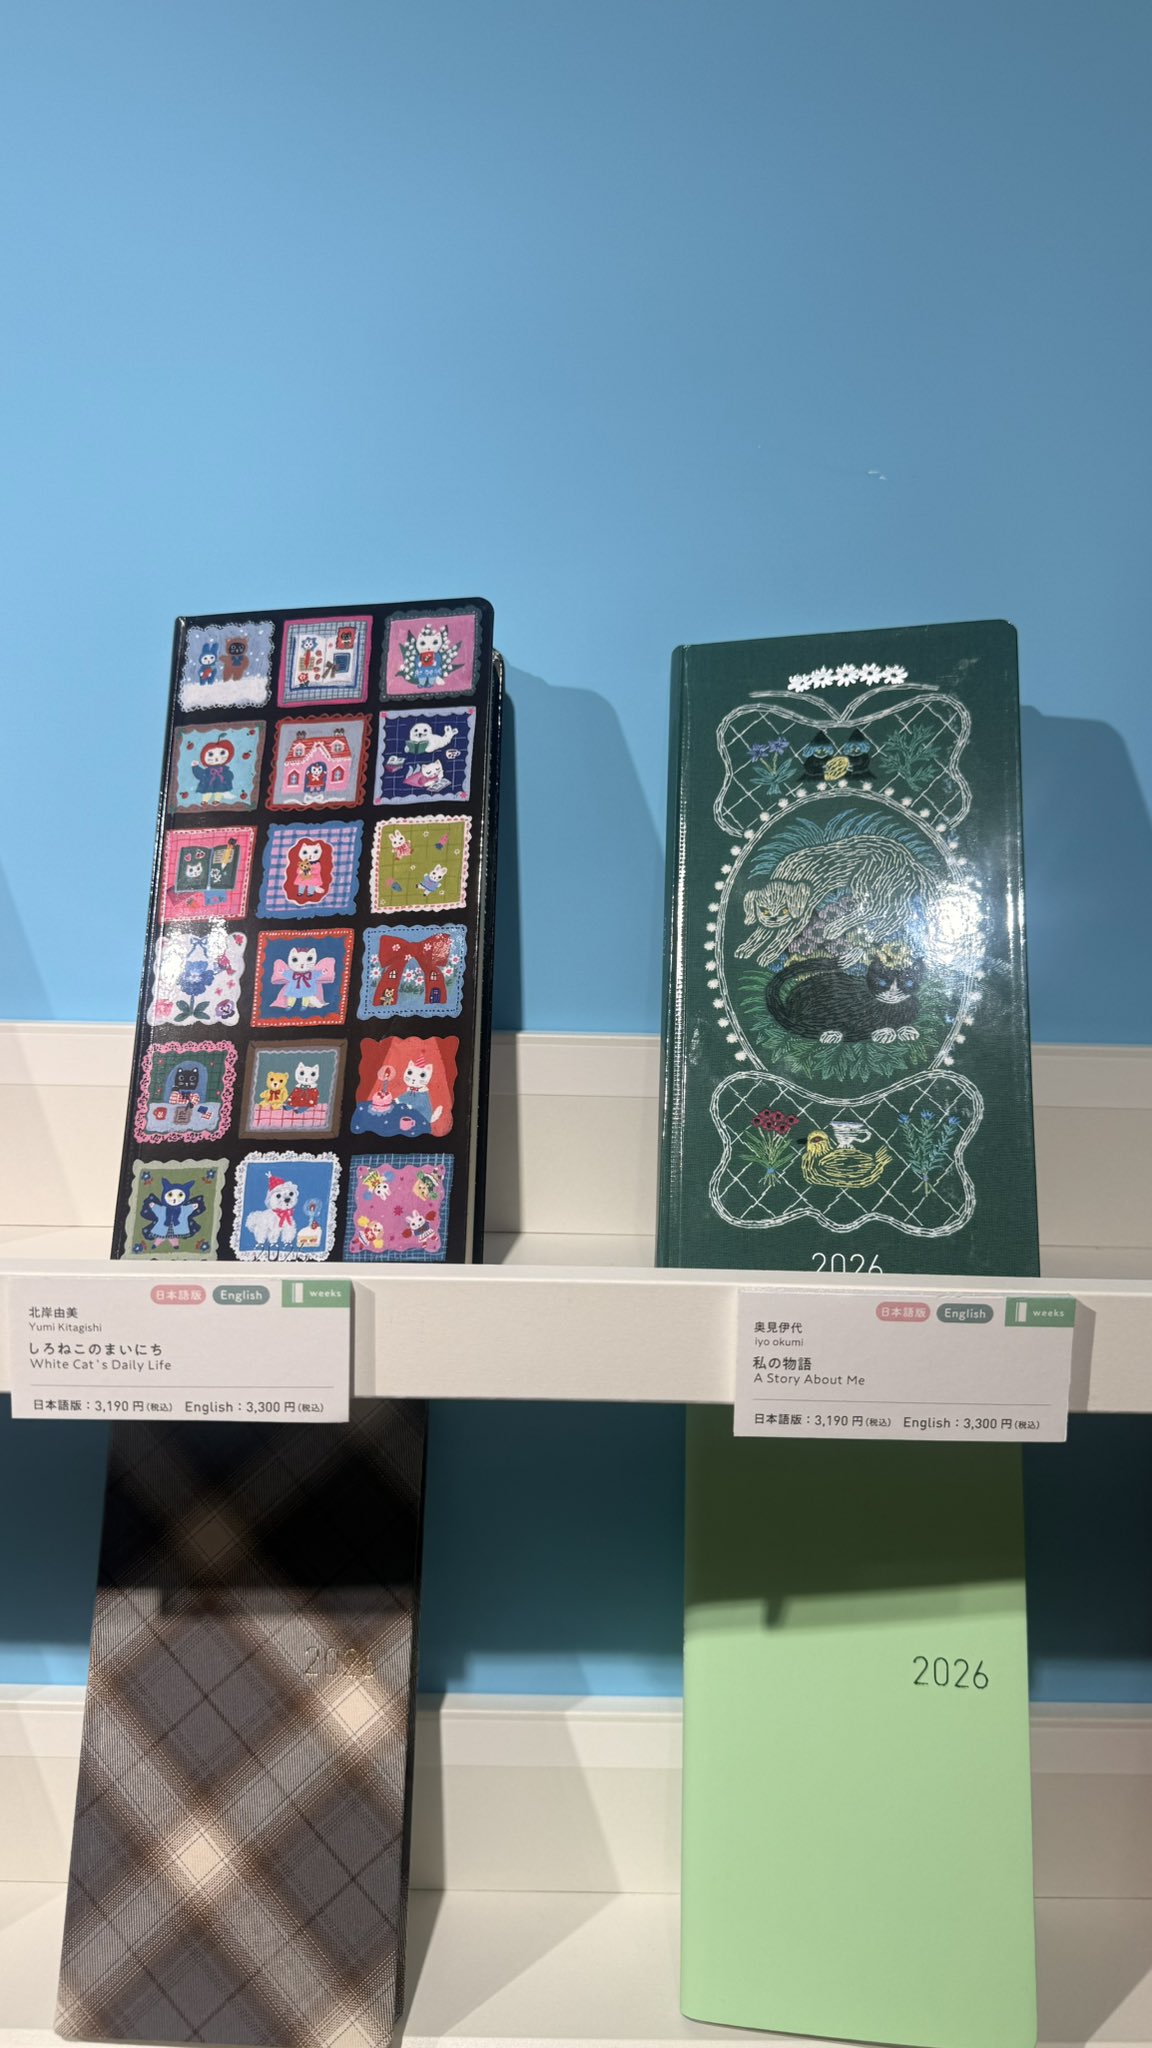 2026
日本語版 English weeks
北岸由美
Yumi Kitagishi
しろねこのまいにち
White Cat's Daily Life
日本語版：3,190円(税込) English：3,300円(税込)
日本語版 English weeks
奥見伊代
iyo okumi
私の物語
A Story About Me
日本語版：3,190円(税込) English：3,300円(税込)
2026
2026